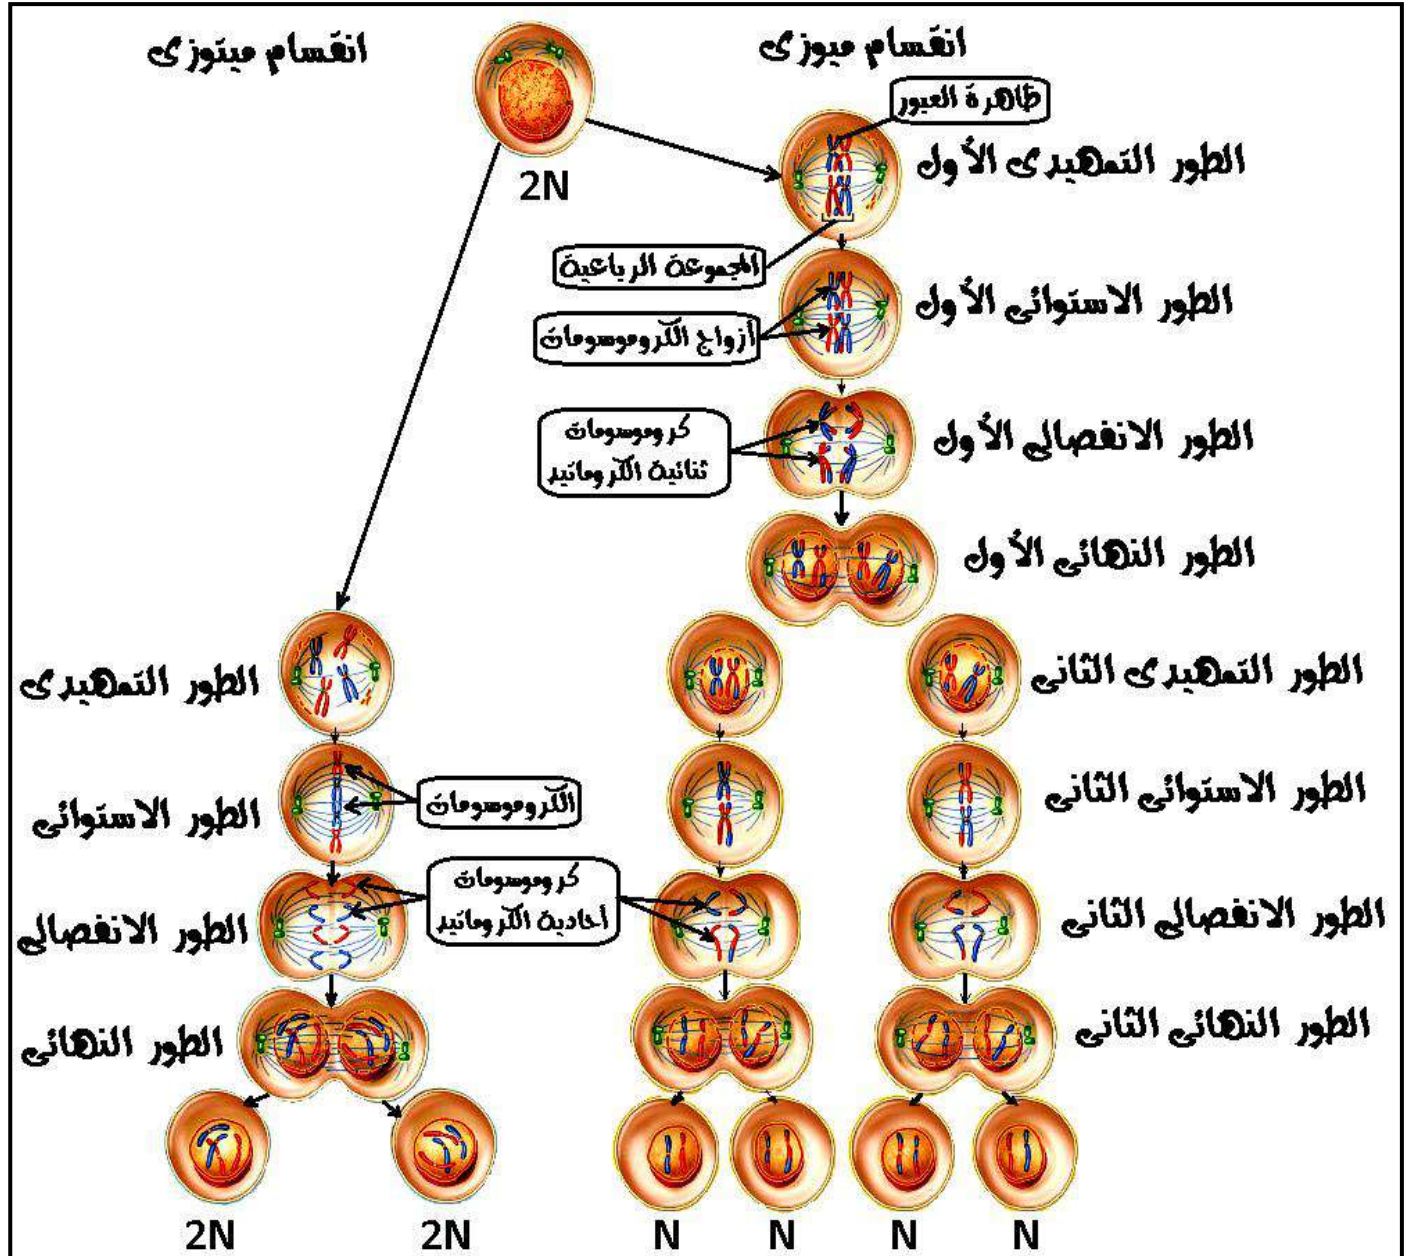 انقسام ميوزى
انقسام ميتوزى
ظاهرة العبور
الطور التمهيدى الأول
2N
المجموعة الرباعية
الطور الاستوائى الأول
أزواج الكروموسومات
الطور الانفصالى الأول
كروموسومات
ثنائية الكروماتيد
الطور النهائى الأول
الطور التمهيدى الثانى
الطور التمهيدى
الطور الاستوائى الثانى
الكروموسومات
الطور الاستوائى
كروموسومات
أحادية الكروماتيد
الطور الانفصالى الثانى
الطور الانفصالى
الطور النهائى الثانى
الطور النهائى
2N 2N N N N N